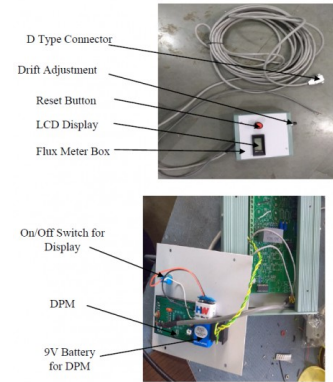 D Type Connector
Drift Adjustment
Reset Button
LCD Display
Flux Meter Box
On/Off Switch for
Display
DPM
9V Battery
for DPM
HW